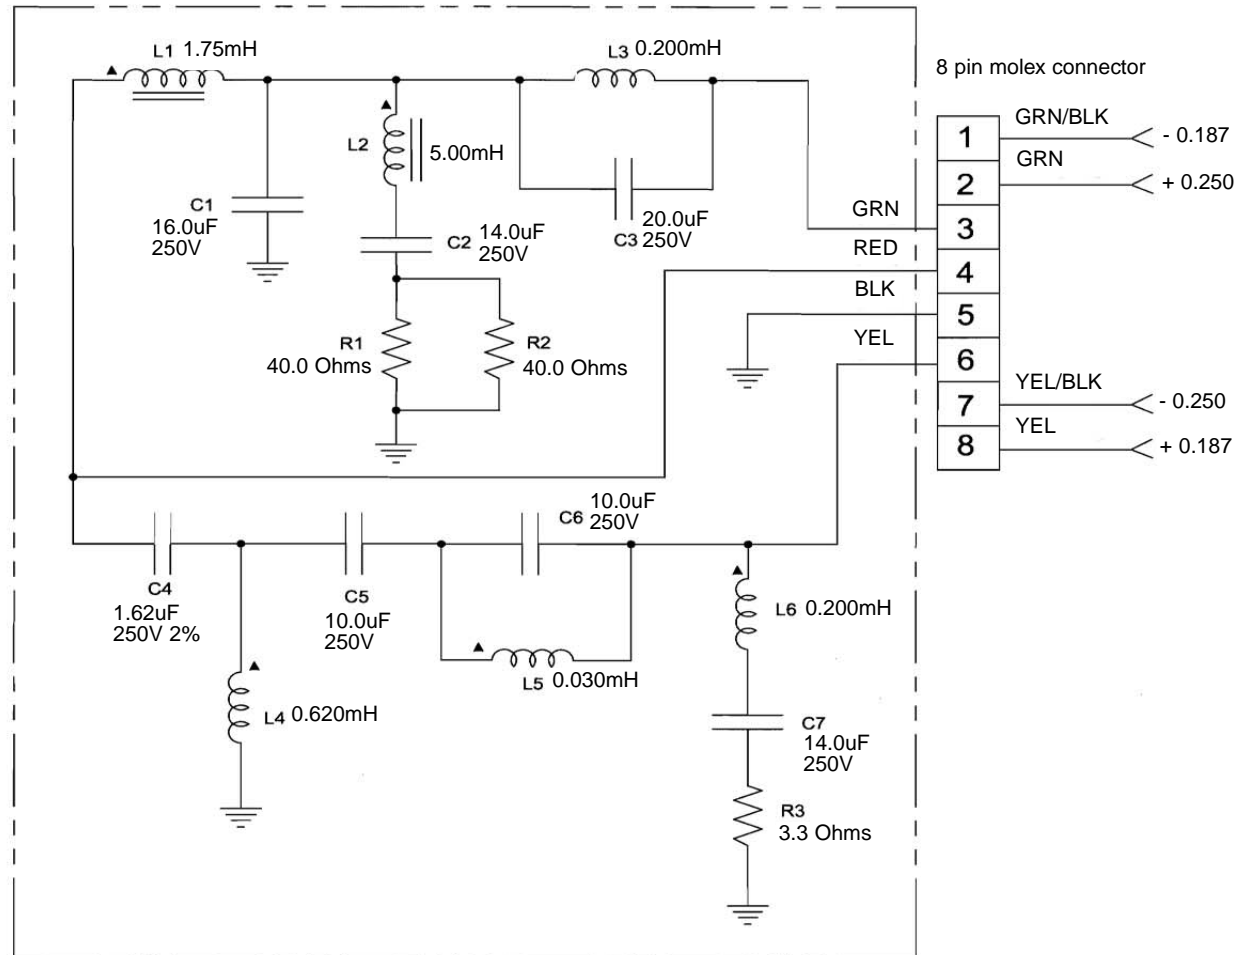 L1 1.75mH
L3 0.200mH
8 pin molex connector
L2
5.00mH
C1
16.0uF
250V
C2 14.0uF
250V
20.0uF
C3 250V
R1
40.0 Ohms
R2
40.0 Ohms
GRN
RED
BLK
YEL
1
2
3
4
5
6
7
8
GRN/BLK
- 0.187
GRN
+ 0.250
YEL/BLK
- 0.250
YEL
+ 0.187
C4
1.62uF
250V 2%
C5
10.0uF
250V
10.0uF
C6 250V
L5 0.030mH
L4 0.620mH
L6 0.200mH
C7
14.0uF
250V
R3
3.3 Ohms